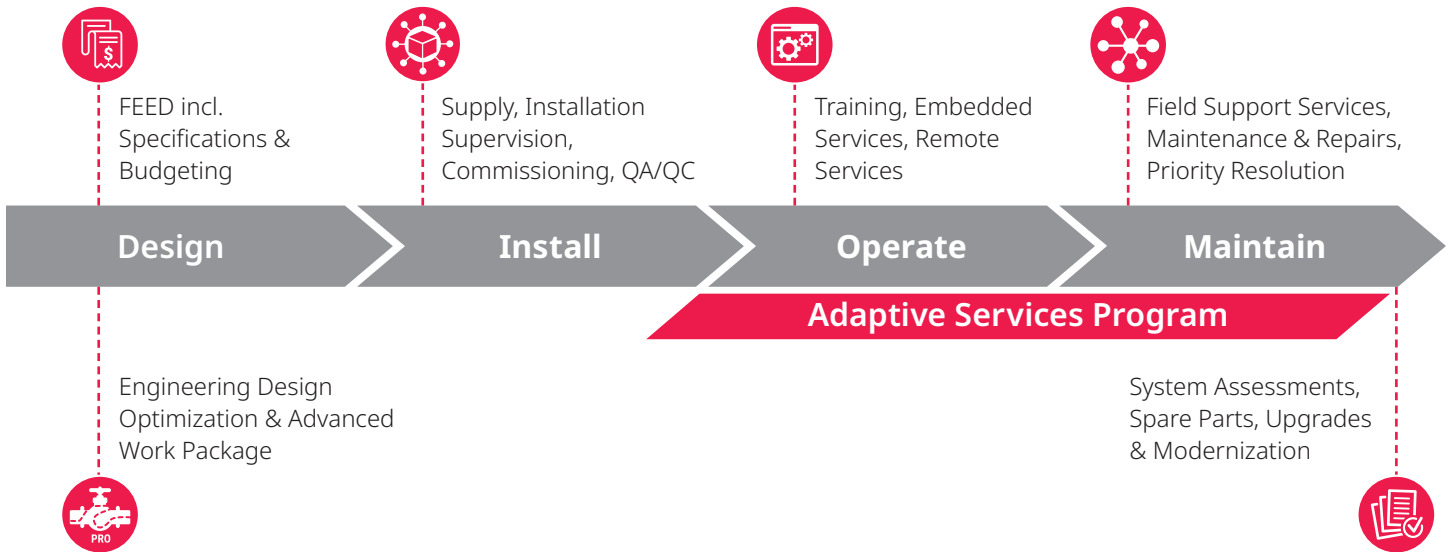 $
FEED incl.
Specifications &
Budgeting
Supply, Installation
Supervision,
Commissioning, QA/QC
Training, Embedded
Services, Remote
Services
Field Support Services,
Maintenance & Repairs,
Priority Resolution
Design
Install
Operate
Maintain
Adaptive Services Program
Engineering Design
Optimization & Advanced
Work Package
System Assessments,
Spare Parts, Upgrades
& Modernization
PRO